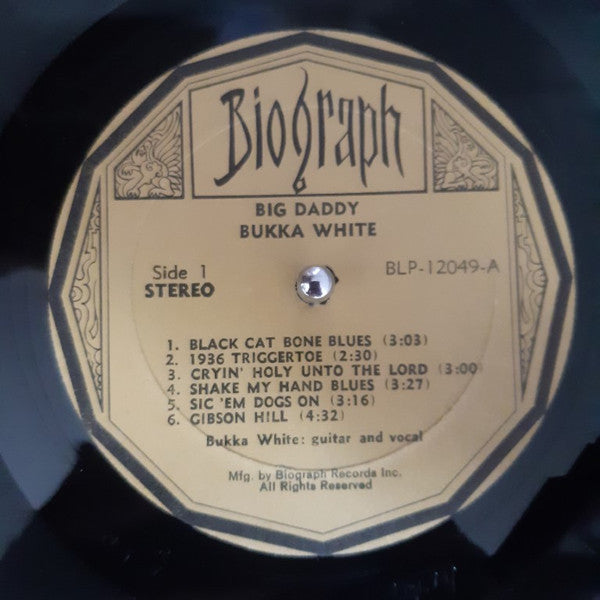 Biograph
BIG DADDY
BUKKA WHITE
Side 1
STEREO
BLP-12049-A
1. BLACK CAT BONE BLUES (3:03)
2. 1936 TRIGGERTOE (2:30)
3. CRYIN' HOLY UNTO THE LORD (3:00)
4. SHAKE MY HAND BLUES (3:27)
5. SIC 'EM DOGS ON (3:16)
6. GIBSON HILL (4:32)
Bukka White: guitar and vocal
Mfg. by Biograph Records Inc.
All Rights Reserved